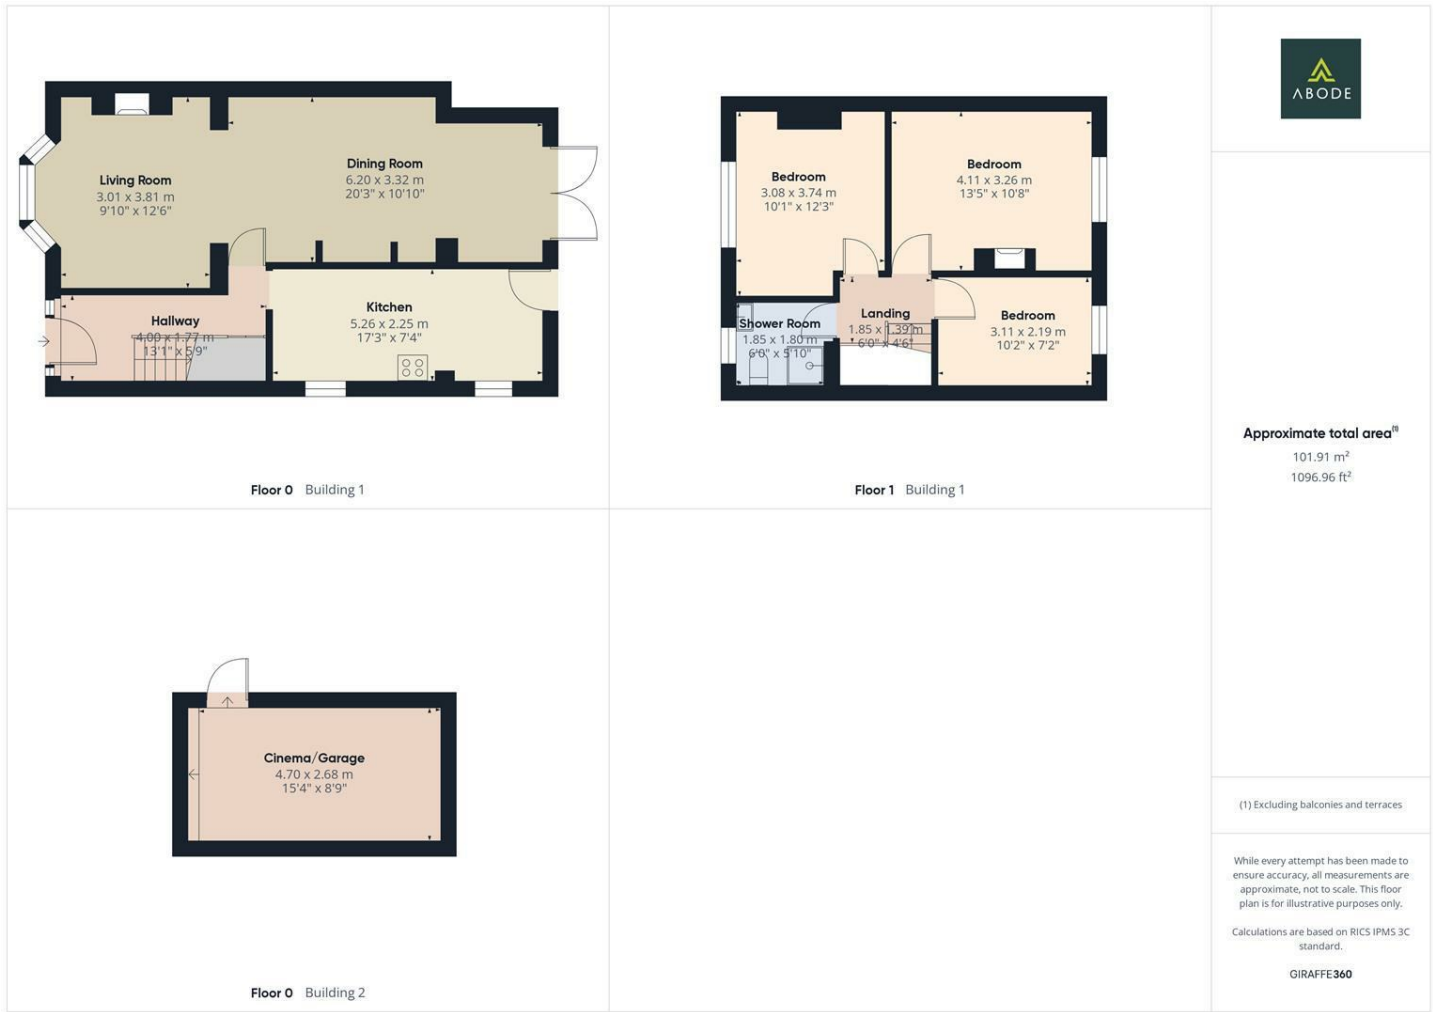 Living Room
3.01 x 3.81 m
9'10" x 12'6"
Dining Room
6.20 x 3.32 m
20'3" x 10'10"
Hallway
4.00 x 1.77 m
13'1" x 5'9"
Kitchen
5.26 x 2.25 m
17'3" x 7'4"
Floor 0 Building 1
Bedroom
3.08 x 3.74 m
10'1" x 12'3"
Bedroom
4.11 x 3.26 m
13'5" x 10'8"
Shower Room
1.85 x 1.80 m
6'0" x 5'10"
Landing
1.85 x 1.39 m
6'0" x 4'6"
Bedroom
3.11 x 2.19 m
10'2" x 7'2"
Floor 1 Building 1
Cinema/Garage
4.70 x 2.68 m
15'4" x 8'9"
Floor 0 Building 2
ABODE
Approximate total area(1)
101.91 m²
1096.96 ft²
(1) Excluding balconies and terraces
While every attempt has been made to
ensure accuracy, all measurements are
approximate, not to scale. This floor
plan is for illustrative purposes only.
Calculations are based on RICS IPMS 3C
standard.
GIRAFFE360